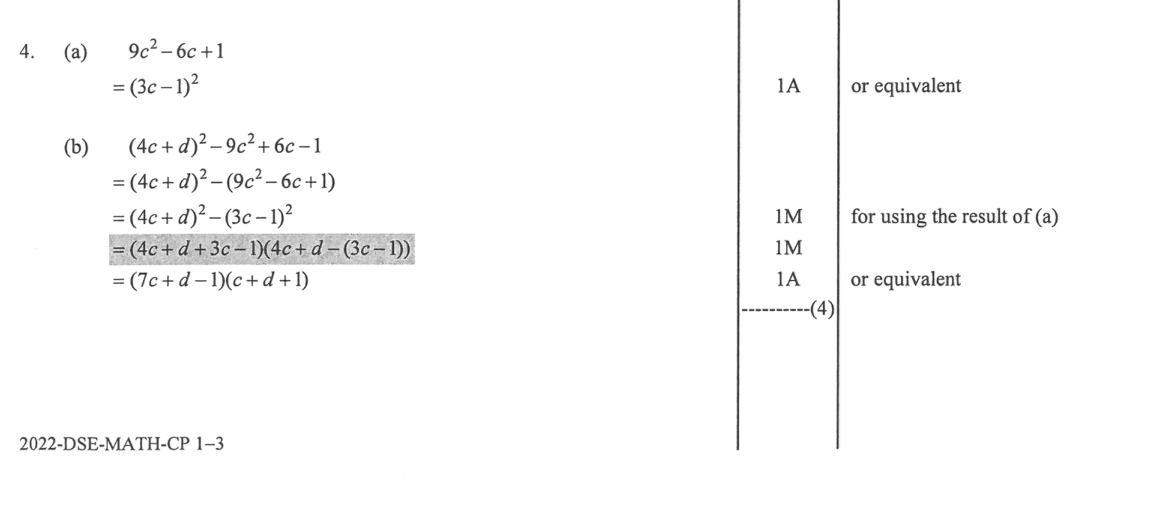 4. (a) 9c² – 6c + 1
= (3c – 1)² 1A or equivalent
(b) (4c + d)² – 9c² + 6c – 1
= (4c + d)² – (9c² – 6c + 1)
= (4c + d)² – (3c – 1)² 1M for using the result of (a)
= (4c + d + 3c – 1)(4c + d – (3c – 1)) 1M
= (7c + d – 1)(c + d + 1) 1A or equivalent
----------(4)
2022-DSE-MATH-CP 1–3